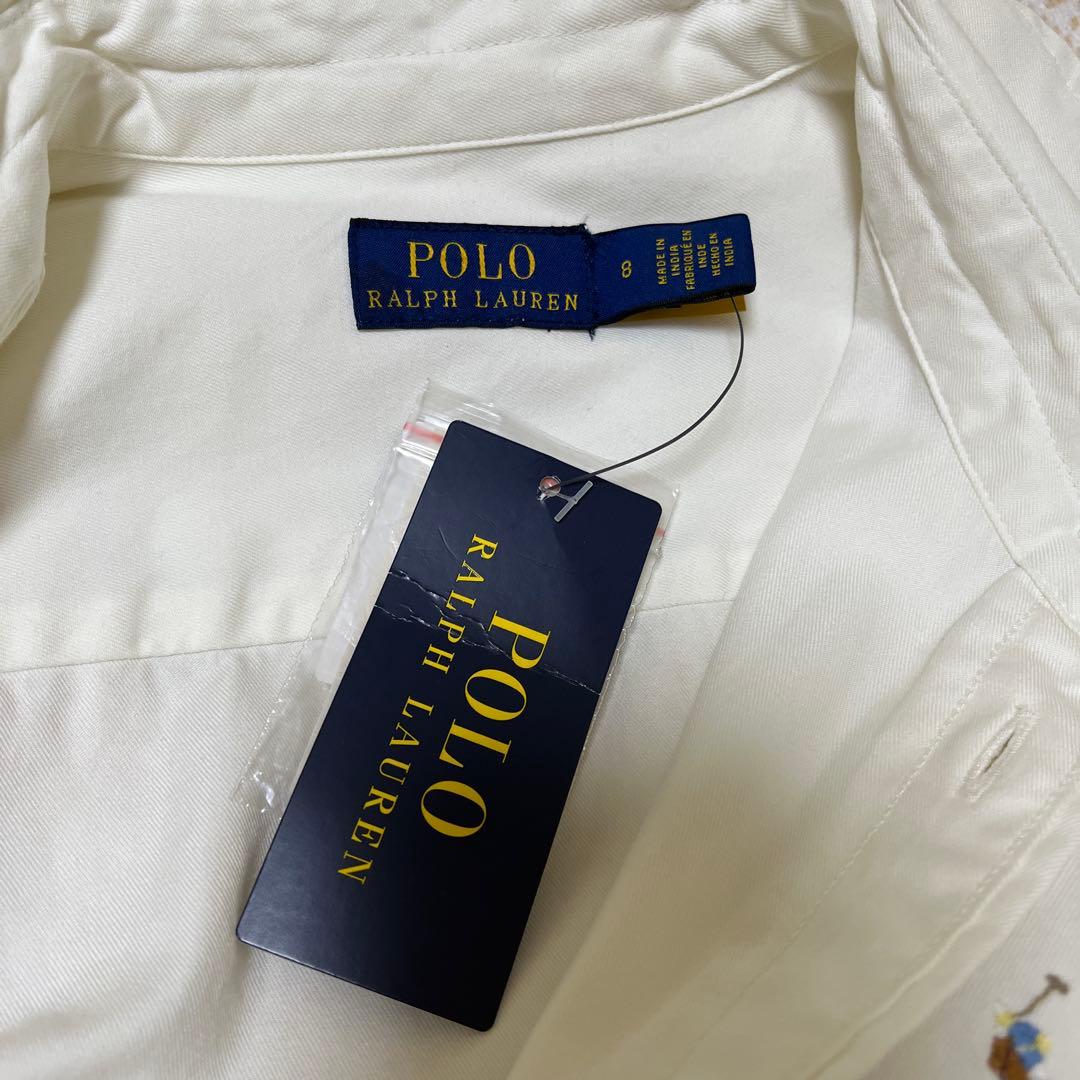 POLO
RALPH LAUREN
8
MADE IN
INDIA
FABRIQUÉ EN
INDE
HECHO EN
INDIA
POLO
RALPH LAUREN